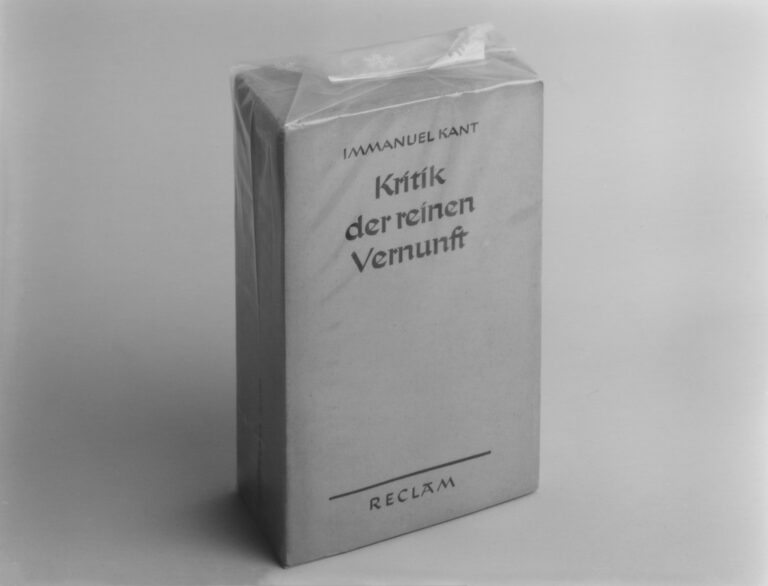 IMMANUEL KANT
Kritik
der reinen
Vernunft
RECLAM